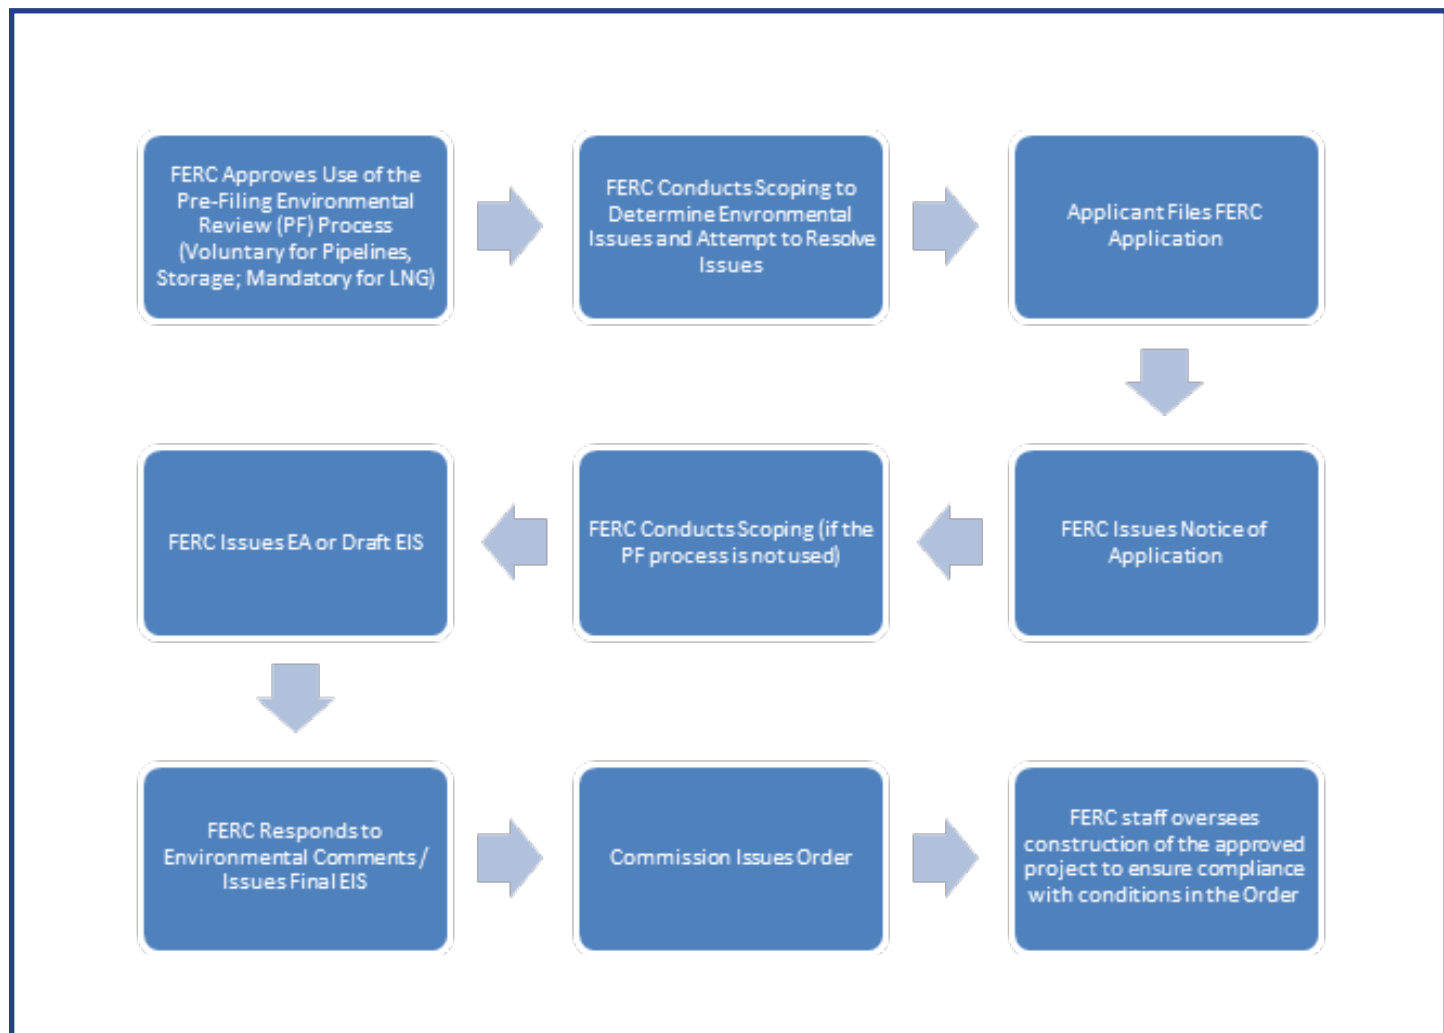 FERC Approves Use of the
Pre-Filing Environmental
Review (PF) Process
(Voluntary for Pipelines,
Storage; Mandatory for LNG)
FERC Conducts Scoping to
Determine Envronmental
Issues and Attempt to Resolve
Issues
Applicant Files FERC
Application
FERC Issues Notice of
Application
FERC Conducts Scoping (if the
PF process is not used)
FERC Issues EA or Draft EIS
FERC Responds to
Environmental Comments /
Issues Final EIS
Commission Issues Order
FERC staff oversees
construction of the approved
project to ensure compliance
with conditions in the Order